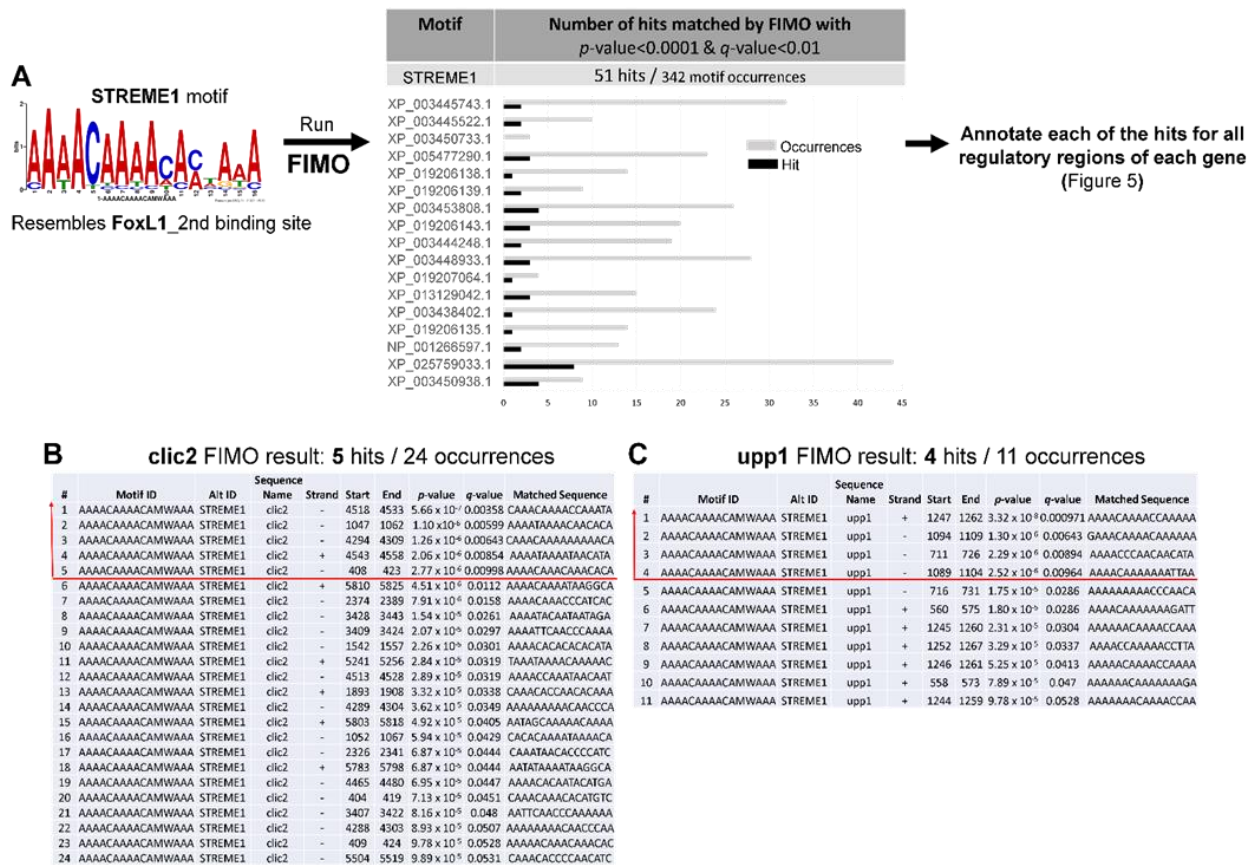 A
STREME1 motif
bits
2
1
0
1 2 3 4 5 6 7 8 9 10 11 12 13 14 15 16
1-AAAACAAAACAMWAAA
Resembles FoxL1_2nd binding site
Run
FIMO
Motif
Number of hits matched by FIMO with
p-value<0.0001 & q-value<0.01
STREME1
51 hits / 342 motif occurrences
XP_003445743.1
XP_003445522.1
XP_003450733.1
XP_005477290.1
XP_019206138.1
XP_019206139.1
XP_003453808.1
XP_019206143.1
XP_003444248.1
XP_003448933.1
XP_019207064.1
XP_013129042.1
XP_003438402.1
XP_019206135.1
NP_001266597.1
XP_025759033.1
XP_003450938.1
Occurrences
Hit
0 5 10 15 20 25 30 35 40 45
Annotate each of the hits for all
regulatory regions of each gene
(Figure 5)
B
clic2 FIMO result: 5 hits / 24 occurrences
# Motif ID Alt ID Sequence Name Strand Start End p-value q-value Matched Sequence
1 AAAACAAAACAMWAAA STREME1 clic2 - 4518 4533 5.66 x 10-7 0.00358 CAAACAAAACCAAATA
2 AAAACAAAACAMWAAA STREME1 clic2 - 1047 1062 1.10 x10-6 0.00599 AAAATAAAACAACACA
3 AAAACAAAACAMWAAA STREME1 clic2 - 4294 4309 1.26 x 10-6 0.00643 CAAACAAAAAAAAACA
4 AAAACAAAACAMWAAA STREME1 clic2 + 4543 4558 2.06 x 10-6 0.00854 AAAATAAAATAACATA
5 AAAACAAAACAMWAAA STREME1 clic2 - 408 423 2.77 x 10-6 0.00998 AAAACAAACAAACACA
6 AAAACAAAACAMWAAA STREME1 clic2 + 5810 5825 4.51 x 10-6 0.0112 AAAACAAAATAAGGCA
7 AAAACAAAACAMWAAA STREME1 clic2 - 2374 2389 7.91 x 10-6 0.0158 AAAACAAACCCATCAC
8 AAAACAAAACAMWAAA STREME1 clic2 - 3428 3443 1.54 x 10-5 0.0261 AAAATACAATAATAGA
9 AAAACAAAACAMWAAA STREME1 clic2 - 3409 3424 2.07 x 10-5 0.0297 AAAATTCAACCCAAAA
10 AAAACAAAACAMWAAA STREME1 clic2 - 1542 1557 2.26 x 10-5 0.0301 AAAACACACACACATA
11 AAAACAAAACAMWAAA STREME1 clic2 + 5241 5256 2.84 x 10-5 0.0319 TAAATAAAACAAAAAC
12 AAAACAAAACAMWAAA STREME1 clic2 - 4513 4528 2.89 x 10-5 0.0319 AAAACCAAATAACAAT
13 AAAACAAAACAMWAAA STREME1 clic2 + 1893 1908 3.32 x 10-5 0.0338 CAAACACCAACACAAA
14 AAAACAAAACAMWAAA STREME1 clic2 - 4289 4304 3.62 x 10-5 0.0349 AAAAAAAAACAACCCA
15 AAAACAAAACAMWAAA STREME1 clic2 + 5803 5818 4.92 x 10-5 0.0405 AATAGCAAAAACAAAA
16 AAAACAAAACAMWAAA STREME1 clic2 - 1052 1067 5.94 x 10-5 0.0429 CACACAAAATAAAACA
17 AAAACAAAACAMWAAA STREME1 clic2 - 2326 2341 6.87 x 10-5 0.0444 CAAATAACACCCCATC
18 AAAACAAAACAMWAAA STREME1 clic2 + 5783 5798 6.87 x 10-5 0.0444 AATATAAAATAAGGCA
19 AAAACAAAACAMWAAA STREME1 clic2 - 4465 4480 6.95 x 10-5 0.0447 AAAACACAATACATGA
20 AAAACAAAACAMWAAA STREME1 clic2 - 404 419 7.13 x 10-5 0.0451 CAAACAAACACATGTC
21 AAAACAAAACAMWAAA STREME1 clic2 - 3407 3422 8.16 x 10-5 0.048 AATTCAACCCAAAAAA
22 AAAACAAAACAMWAAA STREME1 clic2 - 4288 4303 8.93 x 10-5 0.0507 AAAAAAAACAACCCAA
23 AAAACAAAACAMWAAA STREME1 clic2 - 409 424 9.78 x 10-5 0.0528 AAAAACAAACAAACAC
24 AAAACAAAACAMWAAA STREME1 clic2 - 5504 5519 9.89 x 10-5 0.0531 CAAACACCCCAACATC
C
upp1 FIMO result: 4 hits / 11 occurrences
# Motif ID Alt ID Sequence Name Strand Start End p-value q-value Matched Sequence
1 AAAACAAAACAMWAAA STREME1 upp1 + 1247 1262 3.32 x 10-8 0.000971 AAAACAAAACCAAAAA
2 AAAACAAAACAMWAAA STREME1 upp1 - 1094 1109 1.30 x 10-6 0.00643 GAAACAAAACAAAAAA
3 AAAACAAAACAMWAAA STREME1 upp1 - 711 726 2.29 x 10-6 0.00894 AAAACCCAACAACATA
4 AAAACAAAACAMWAAA STREME1 upp1 - 1089 1104 2.52 x 10-6 0.00964 AAAACAAAAAAATTAA
5 AAAACAAAACAMWAAA STREME1 upp1 - 716 731 1.75 x 10-5 0.0286 AAAAAAAAACCCAACA
6 AAAACAAAACAMWAAA STREME1 upp1 + 560 575 1.80 x 10-5 0.0286 AAAACAAAAAAAGATT
7 AAAACAAAACAMWAAA STREME1 upp1 + 1245 1260 2.31 x 10-5 0.0304 AAAAAACAAAACCAAA
8 AAAACAAAACAMWAAA STREME1 upp1 + 1252 1267 3.29 x 10-5 0.0337 AAAACCAAAAACCTTA
9 AAAACAAAACAMWAAA STREME1 upp1 + 1246 1261 5.25 x 10-5 0.0413 AAAAACAAAACCAAAA
10 AAAACAAAACAMWAAA STREME1 upp1 + 558 573 7.89 x 10-5 0.047 AAAAAACAAAAAAAGA
11 AAAACAAAACAMWAAA STREME1 upp1 + 1244 1259 9.78 x 10-5 0.0528 AAAAAAACAAAACCAA